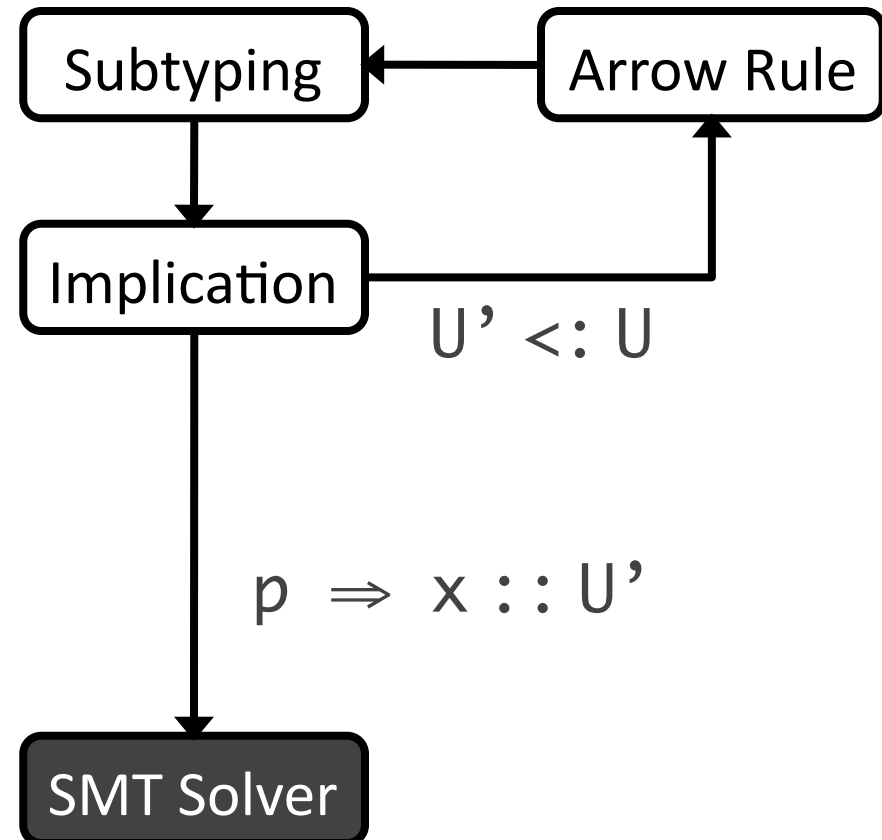 Subtyping
Arrow Rule
Implication
U’ <: U
p ⇒ x :: U’
SMT Solver